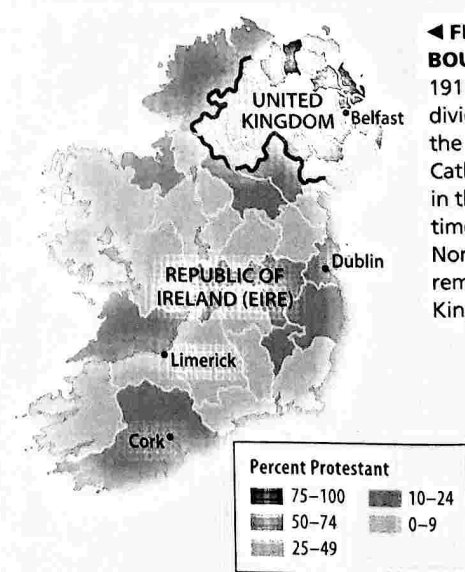 ◄ F
BOU
191
divi
the
Cath
in th
time
Nor
rem
Kin
UNITED
KINGDOM
Belfast
Dublin
REPUBLIC OF
IRELAND (EIRE)
Limerick
Cork
Percent Protestant
75–100
10–24
50–74
0–9
25–49